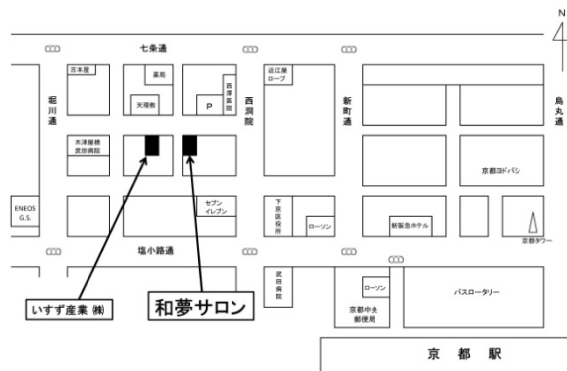 N
七条通
古本屋
薬局
天理教
P
西澤医院
近江屋
ロープ
堀川通
西洞院
新町通
烏丸通
木津屋橋
武田病院
京都ヨドバシ
ENEOS
G.S.
セブン
イレブン
下京区役所
ローソン
新阪急ホテル
京都タワー
塩小路通
いすず産業 ㈱
和夢サロン
武田病院
ローソン
京都中央
郵便局
バスロータリー
京都駅